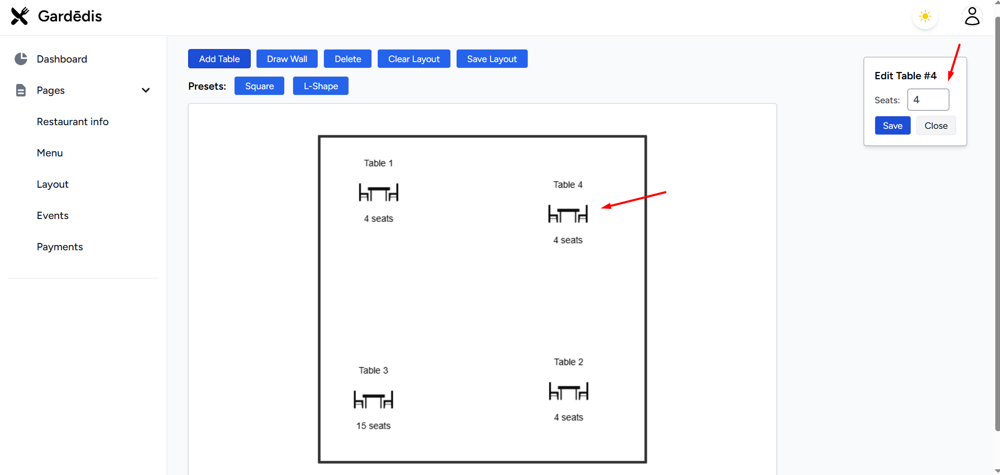 Gardēdis
Dashboard
Pages
Restaurant info
Menu
Layout
Events
Payments
Add Table
Draw Wall
Delete
Clear Layout
Save Layout
Presets:
Square
L-Shape
Edit Table #4
Seats:
4
Save
Close
Table 1
4 seats
Table 4
4 seats
Table 3
15 seats
Table 2
4 seats